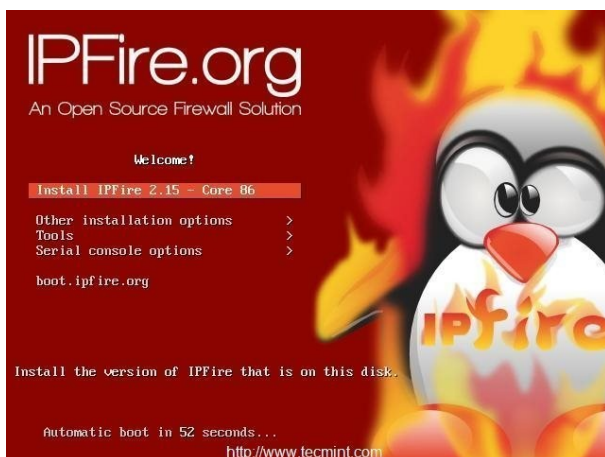 IPFire.org
An Open Source Firewall Solution
Welcome!
Install IPFire 2.15 - Core 86
Other installation options >
Tools >
Serial console options >
boot.ipfire.org
IPfire
Install the version of IPFire that is on this disk.
Automatic boot in 52 seconds...
http://www.tecmint.com